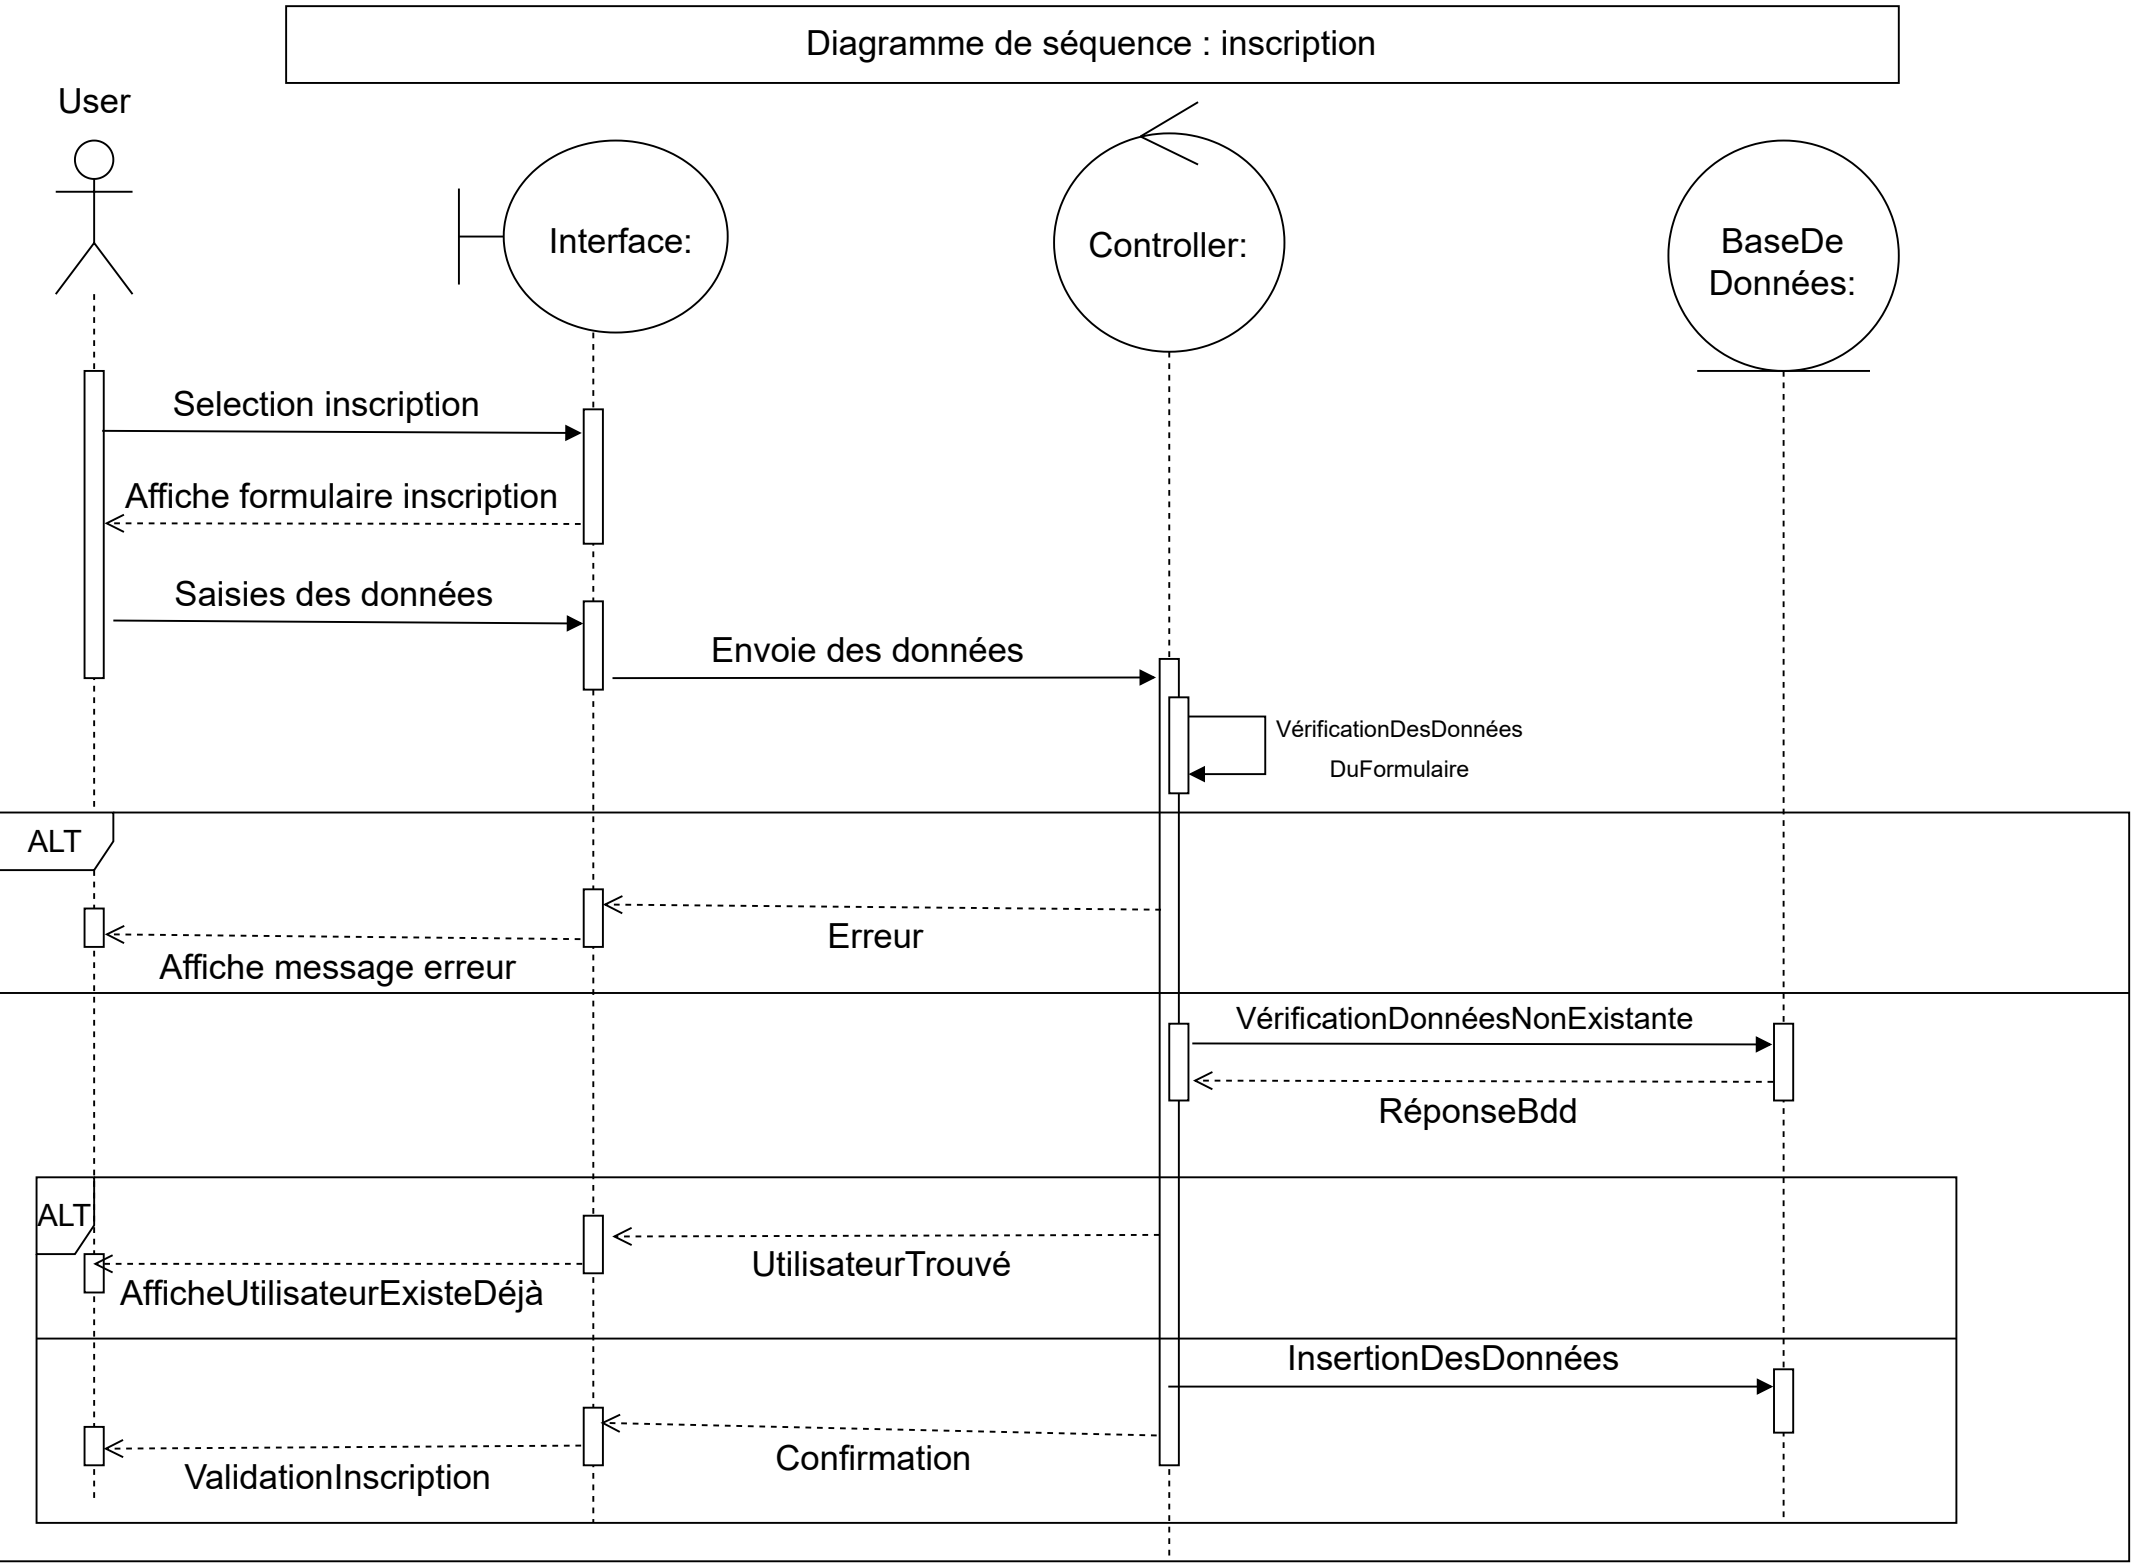 Diagramme de séquence : inscription
User
Interface:
Controller:
BaseDe
Données:
Selection inscription
Affiche formulaire inscription
Saisies des données
Envoie des données
VérificationDesDonnées
DuFormulaire
ALT
Erreur
Affiche message erreur
VérificationDonnéesNonExistante
RéponseBdd
ALT
UtilisateurTrouvé
AfficheUtilisateurExisteDéjà
InsertionDesDonnées
Confirmation
ValidationInscription